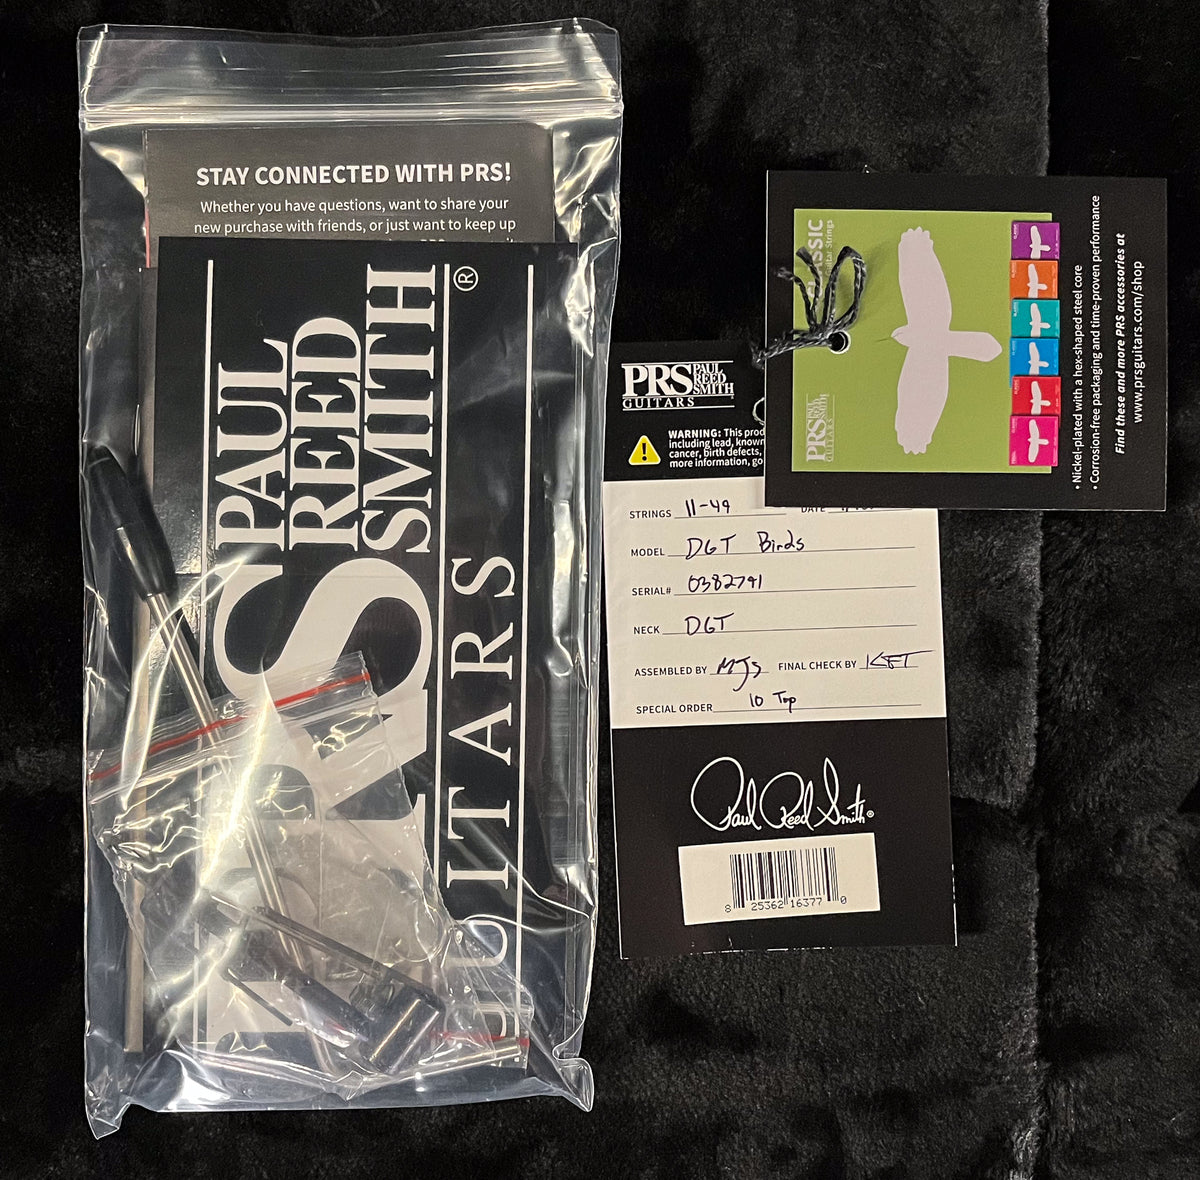 STAY CONNECTED WITH PRS!
Whether you have questions, want to share your
new purchase with friends, or just want to keep up
PAUL
REED
SMITH®
GUITARS
PRS PAUL
REED
SMITH
GUITARS
WARNING: This prod
including lead, known
cancer, birth defects,
more information, go
STRINGS 11-49 DATE
MODEL DGT Birds
SERIAL# 0382791
NECK DGT
ASSEMBLED BY MJS FINAL CHECK BY KFT
SPECIAL ORDER 10 Top
Paul Reed Smith®
8 25362 16377 0
PRS PAUL
REED
SMITH
GUITARS
• Nickel-plated with a hex-shaped steel core
• Corrosion-free packaging and time-proven performance
Find these and more PRS accessories at
www.prsguitars.com/shop